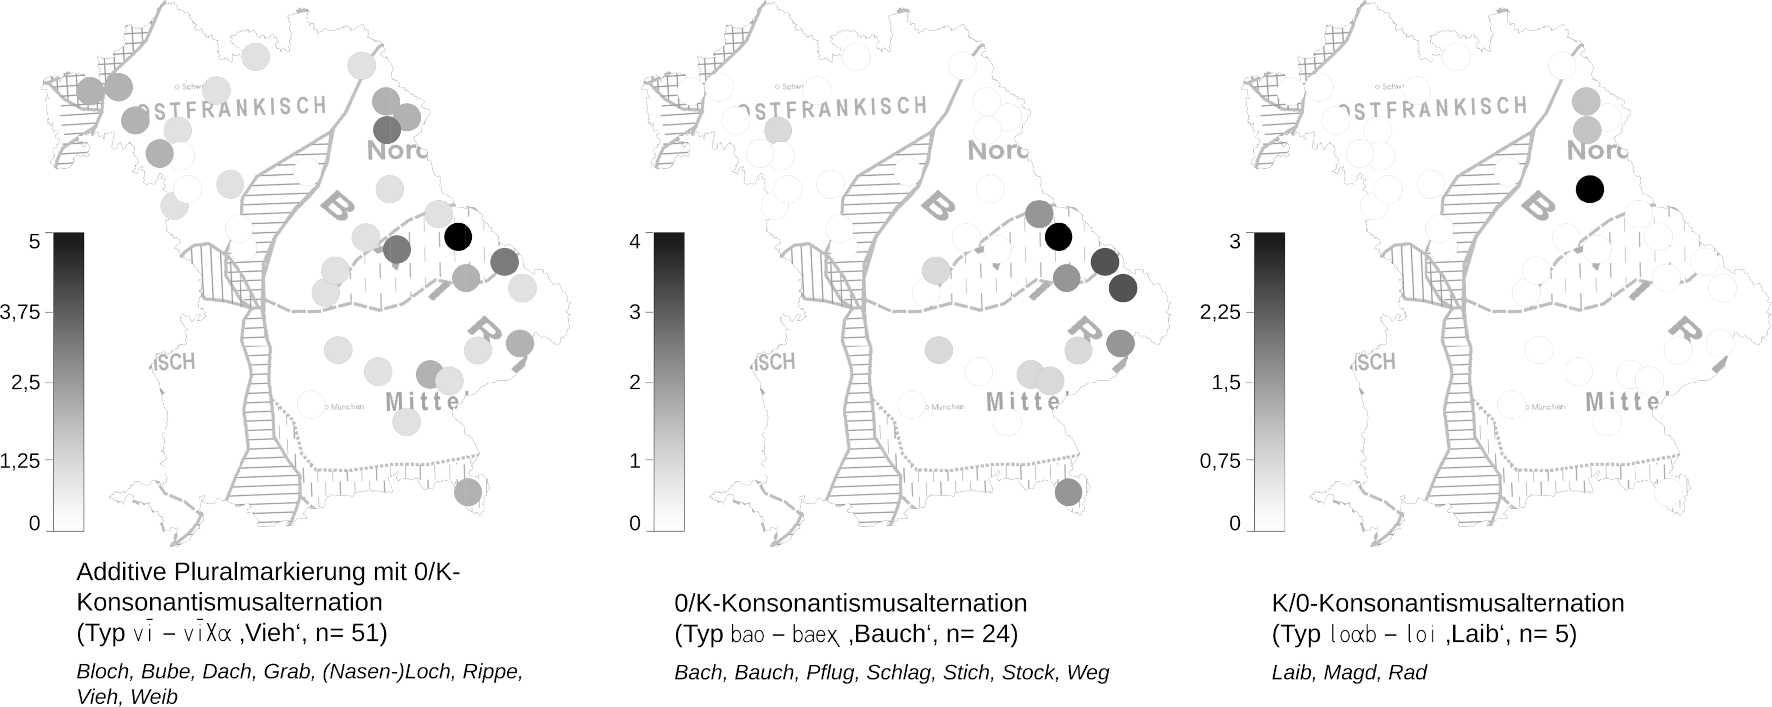 Schw
OSTFRÄNKISCH
Nord
B
5
3,75
2,5
1,25
0
ISCH
R
München
Mittel
Additive Pluralmarkierung mit 0/K-
Konsonantismusalternation
(Typ vī – vīχα ‚Vieh‘, n= 51)
Bloch, Bube, Dach, Grab, (Nasen-)Loch, Rippe,
Vieh, Weib
Schw
OSTFRÄNKISCH
Nord
B
4
3
2
1
0
ISCH
R
München
Mittel
0/K-Konsonantismusalternation
(Typ bao – baeχ ‚Bauch‘, n= 24)
Bach, Bauch, Pflug, Schlag, Stich, Stock, Weg
Schw
OSTFRÄNKISCH
Nord
B
3
2,25
1,5
0,75
0
ISCH
R
München
Mittel
K/0-Konsonantismusalternation
(Typ loαb – loi ‚Laib‘, n= 5)
Laib, Magd, Rad